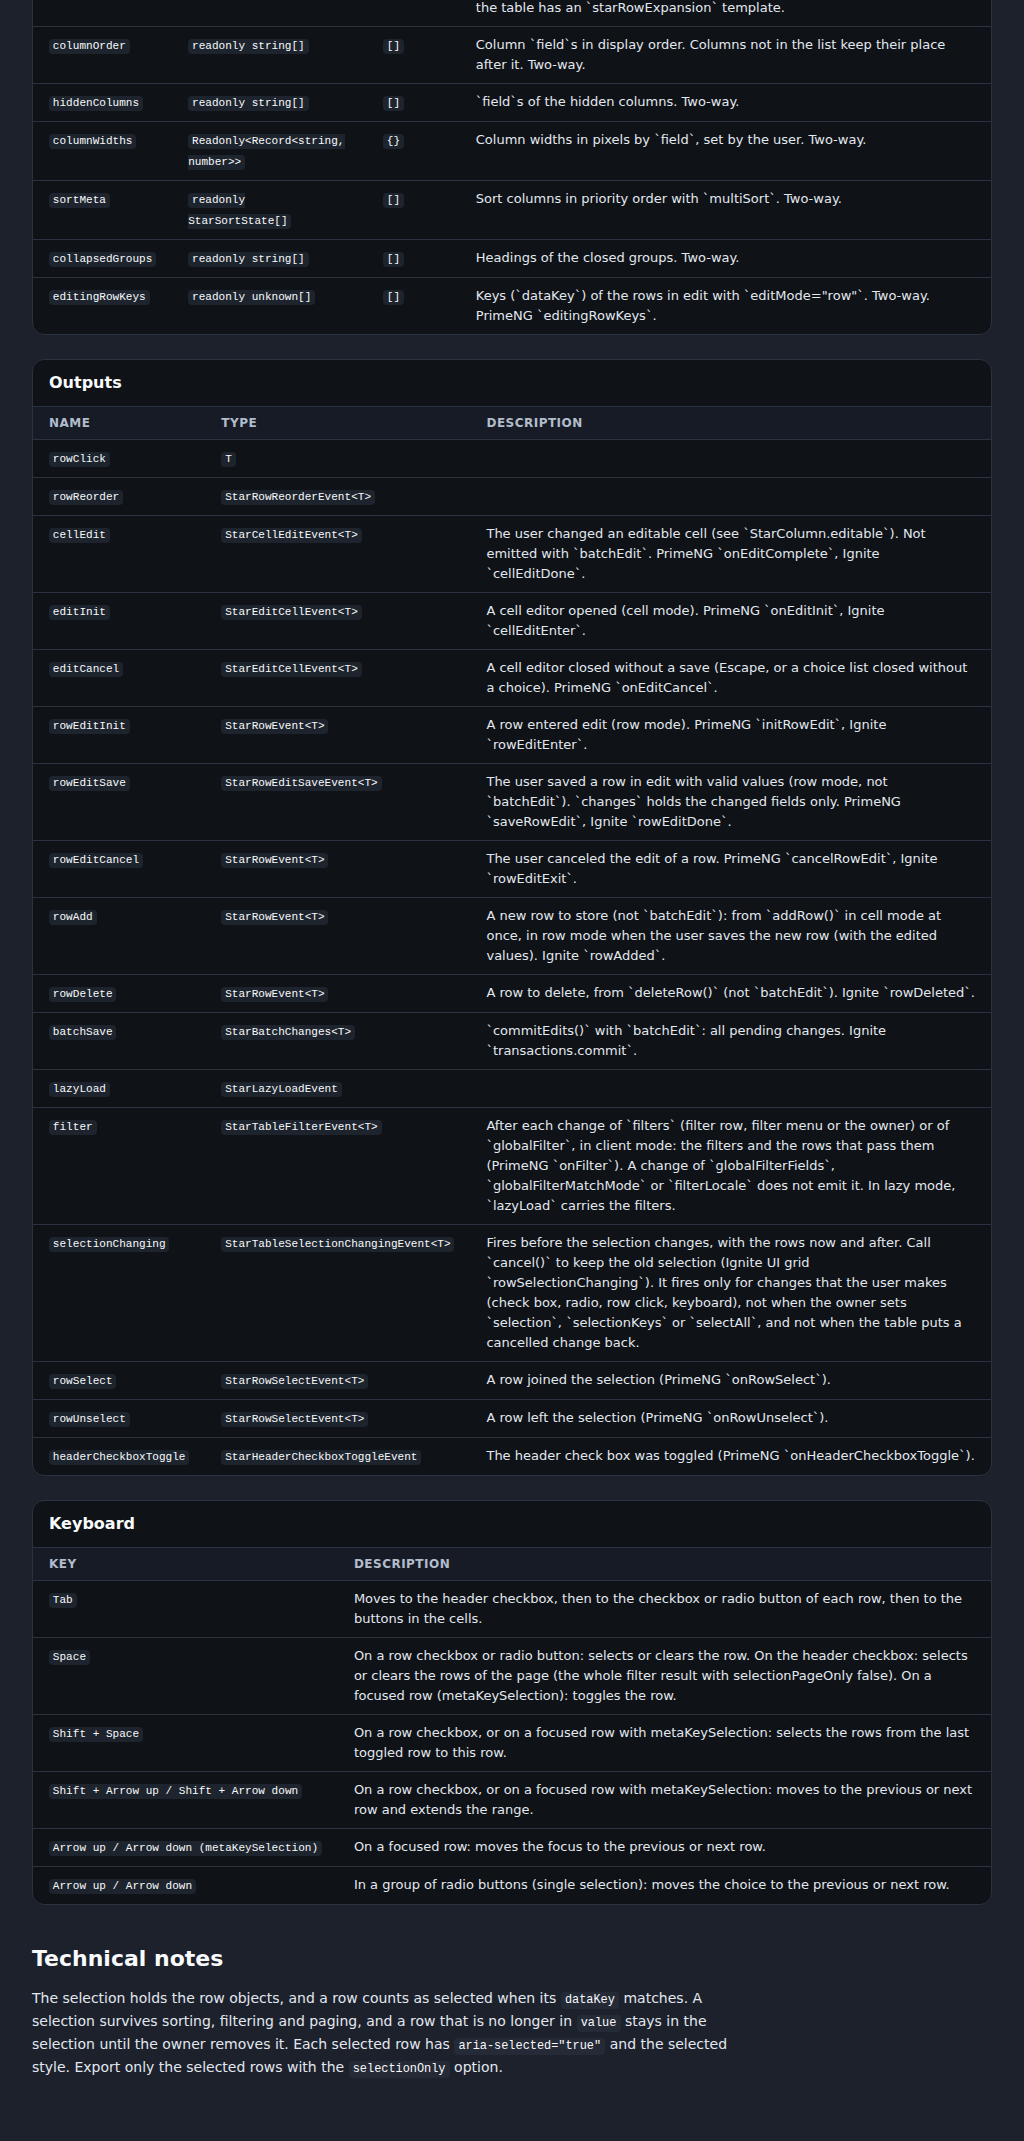 the table has an `starRowExpansion` template.
columnOrder readonly string[] [] Column `field`s in display order. Columns not in the list keep their place
after it. Two-way.
hiddenColumns readonly string[] [] `field`s of the hidden columns. Two-way.
columnWidths Readonly<Record<string, {} Column widths in pixels by `field`, set by the user. Two-way.
number>>
sortMeta readonly [] Sort columns in priority order with `multiSort`. Two-way.
StarSortState[]
collapsedGroups readonly string[] [] Headings of the closed groups. Two-way.
editingRowKeys readonly unknown[] [] Keys (`dataKey`) of the rows in edit with `editMode="row"`. Two-way.
PrimeNG `editingRowKeys`.
Outputs
NAME TYPE DESCRIPTION
rowClick T
rowReorder StarRowReorderEvent<T>
cellEdit StarCellEditEvent<T> The user changed an editable cell (see `StarColumn.editable`). Not
emitted with `batchEdit`. PrimeNG `onEditComplete`, Ignite
`cellEditDone`.
editInit StarEditCellEvent<T> A cell editor opened (cell mode). PrimeNG `onEditInit`, Ignite
`cellEditEnter`.
editCancel StarEditCellEvent<T> A cell editor closed without a save (Escape, or a choice list closed without
a choice). PrimeNG `onEditCancel`.
rowEditInit StarRowEvent<T> A row entered edit (row mode). PrimeNG `initRowEdit`, Ignite
`rowEditEnter`.
rowEditSave StarRowEditSaveEvent<T> The user saved a row in edit with valid values (row mode, not
`batchEdit`). `changes` holds the changed fields only. PrimeNG
`saveRowEdit`, Ignite `rowEditDone`.
rowEditCancel StarRowEvent<T> The user canceled the edit of a row. PrimeNG `cancelRowEdit`, Ignite
`rowEditExit`.
rowAdd StarRowEvent<T> A new row to store (not `batchEdit`): from `addRow()` in cell mode at
once, in row mode when the user saves the new row (with the edited
values). Ignite `rowAdded`.
rowDelete StarRowEvent<T> A row to delete, from `deleteRow()` (not `batchEdit`). Ignite `rowDeleted`.
batchSave StarBatchChanges<T> `commitEdits()` with `batchEdit`: all pending changes. Ignite
`transactions.commit`.
lazyLoad StarLazyLoadEvent
filter StarTableFilterEvent<T> After each change of `filters` (filter row, filter menu or the owner) or of
`globalFilter`, in client mode: the filters and the rows that pass them
(PrimeNG `onFilter`). A change of `globalFilterFields`,
`globalFilterMatchMode` or `filterLocale` does not emit it. In lazy mode,
`lazyLoad` carries the filters.
selectionChanging StarTableSelectionChangingEvent<T> Fires before the selection changes, with the rows now and after. Call
`cancel()` to keep the old selection (Ignite UI grid
`rowSelectionChanging`). It fires only for changes that the user makes
(check box, radio, row click, keyboard), not when the owner sets
`selection`, `selectionKeys` or `selectAll`, and not when the table puts a
cancelled change back.
rowSelect StarRowSelectEvent<T> A row joined the selection (PrimeNG `onRowSelect`).
rowUnselect StarRowSelectEvent<T> A row left the selection (PrimeNG `onRowUnselect`).
headerCheckboxToggle StarHeaderCheckboxToggleEvent The header check box was toggled (PrimeNG `onHeaderCheckboxToggle`).
Keyboard
KEY DESCRIPTION
Tab Moves to the header checkbox, then to the checkbox or radio button of each row, then to the
buttons in the cells.
Space On a row checkbox or radio button: selects or clears the row. On the header checkbox: selects
or clears the rows of the page (the whole filter result with selectionPageOnly false). On a
focused row (metaKeySelection): toggles the row.
Shift + Space On a row checkbox, or on a focused row with metaKeySelection: selects the rows from the last
toggled row to this row.
Shift + Arrow up / Shift + Arrow down On a row checkbox, or on a focused row with metaKeySelection: moves to the previous or next
row and extends the range.
Arrow up / Arrow down (metaKeySelection) On a focused row: moves the focus to the previous or next row.
Arrow up / Arrow down In a group of radio buttons (single selection): moves the choice to the previous or next row.
Technical notes
The selection holds the row objects, and a row counts as selected when its dataKey matches. A
selection survives sorting, filtering and paging, and a row that is no longer in value stays in the
selection until the owner removes it. Each selected row has aria-selected="true" and the selected
style. Export only the selected rows with the selectionOnly option.